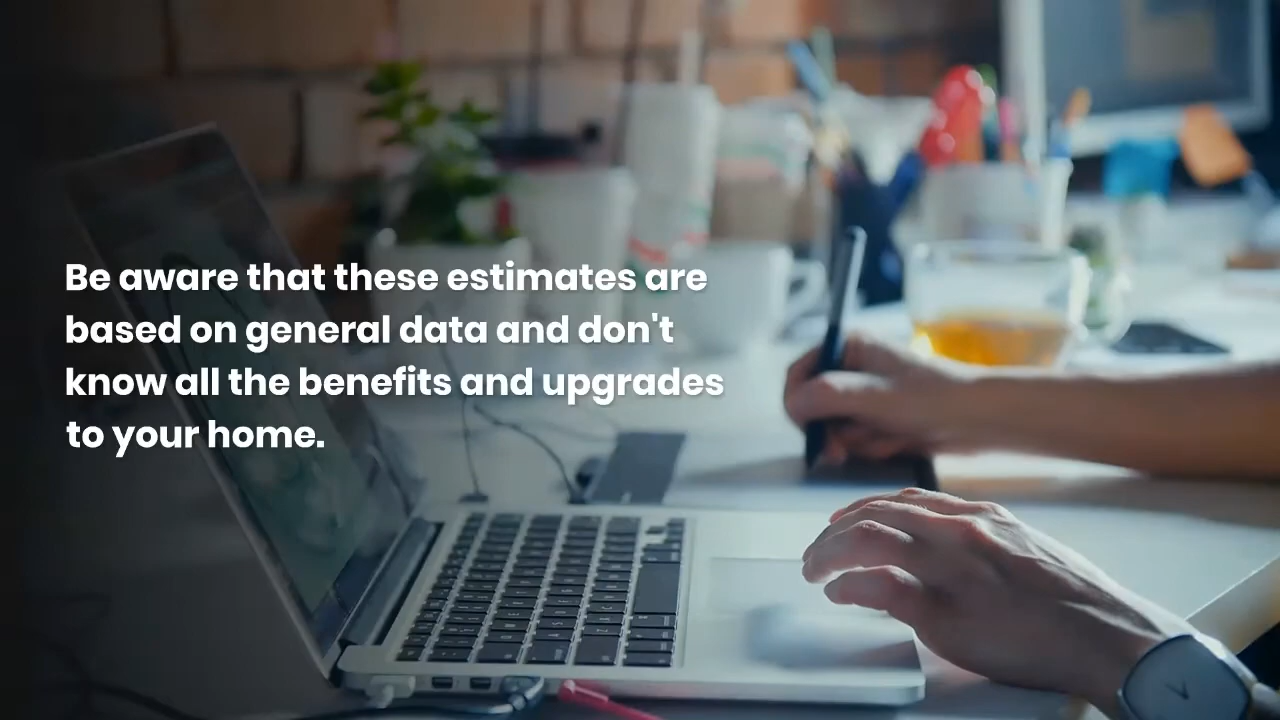 Be aware that these estimates are
based on general data and don't
know all the benefits and upgrades
to your home.